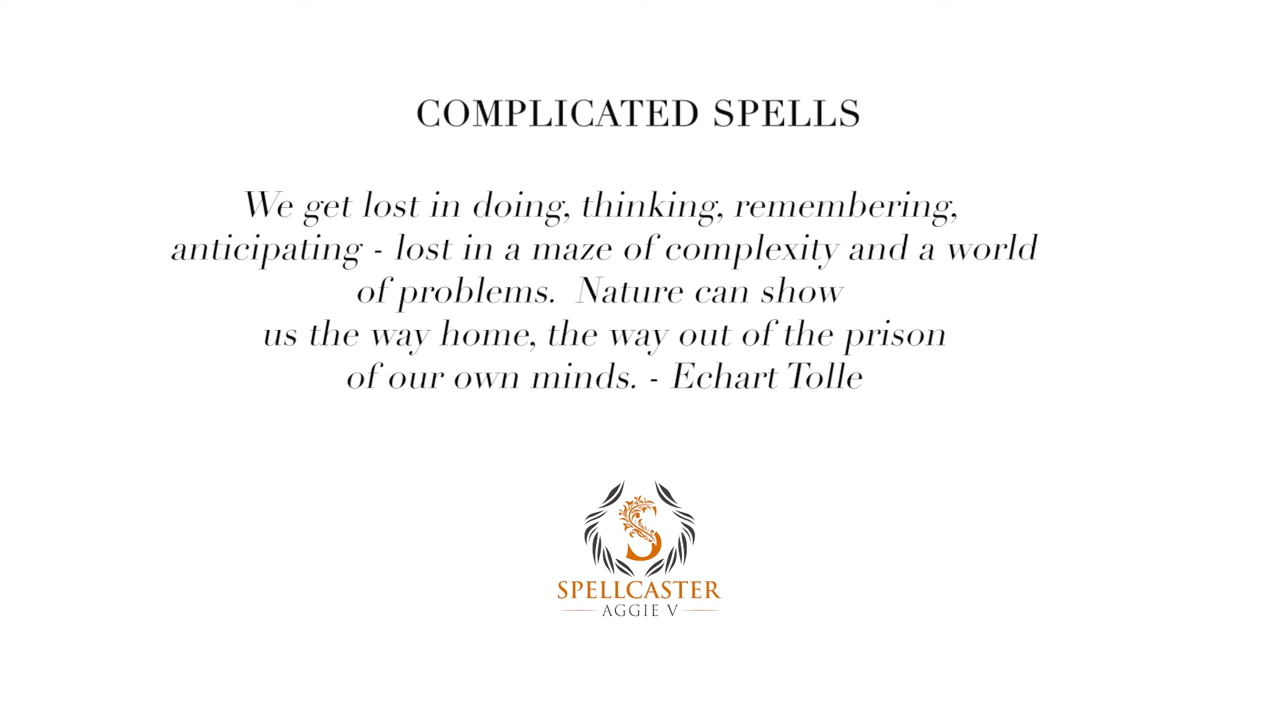 COMPLICATED SPELLS
We get lost in doing, thinking, remembering,
anticipating - lost in a maze of complexity and a world
of problems. Nature can show
us the way home, the way out of the prison
of our own minds. - Echart Tolle
S
SPELLCASTER
AGGIE V